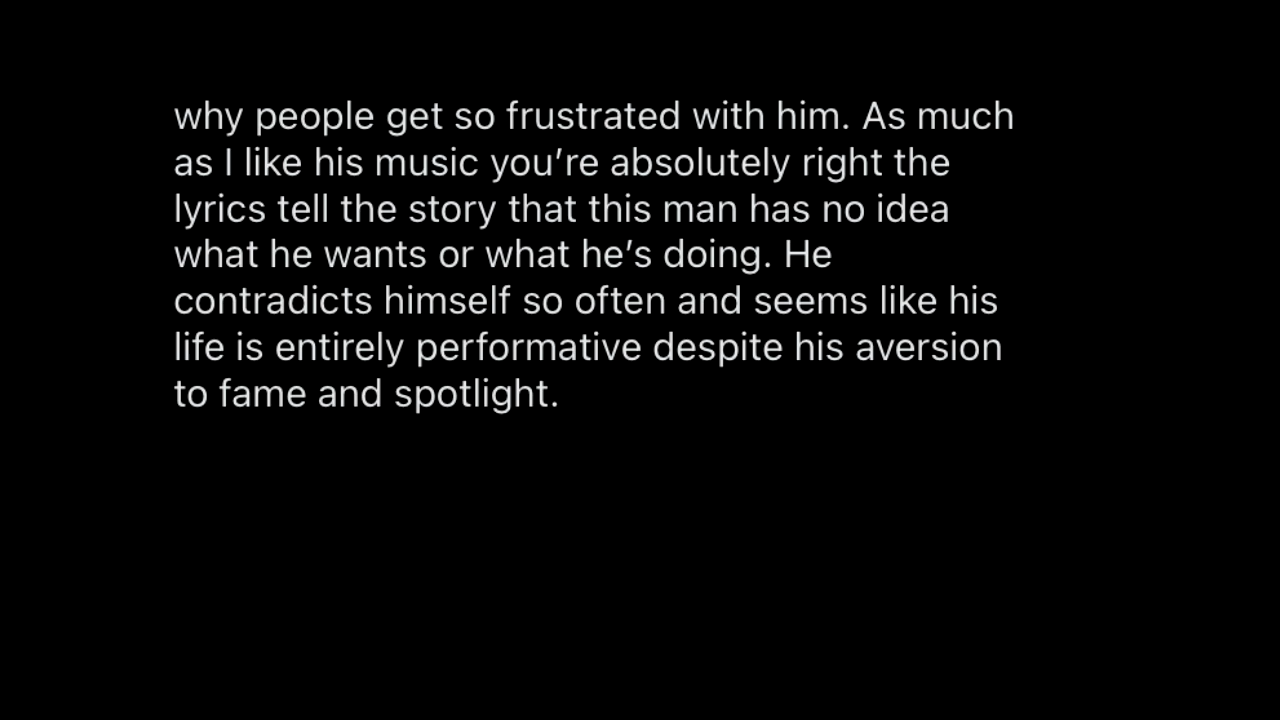 why people get so frustrated with him. As much
as I like his music you’re absolutely right the
lyrics tell the story that this man has no idea
what he wants or what he’s doing. He
contradicts himself so often and seems like his
life is entirely performative despite his aversion
to fame and spotlight.